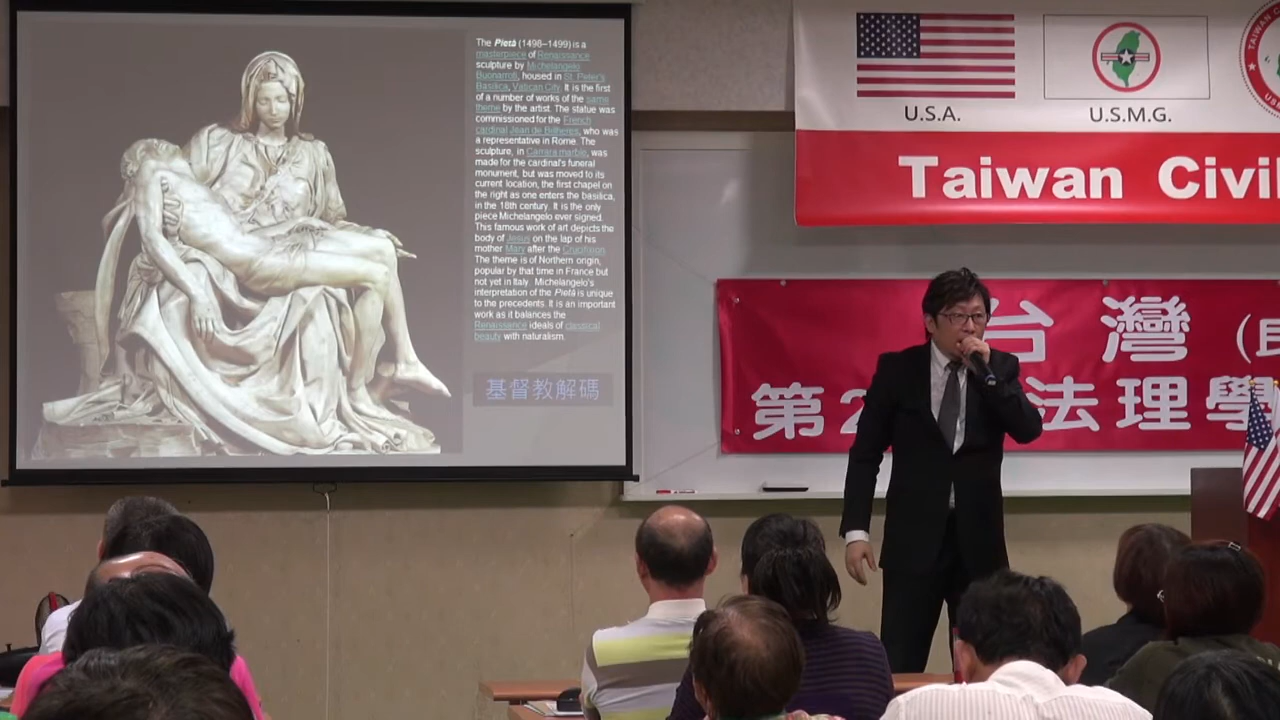 The Pietà (1498–1499) is a
masterpiece of Renaissance
sculpture by Michelangelo
Buonarroti, housed in St. Peter's
Basilica, Vatican City. It is the first
of a number of works of the same
theme by the artist. The statue was
commissioned for the French
cardinal Jean de Billheres, who was
a representative in Rome. The
sculpture, in Carrara marble, was
made for the cardinal's funeral
monument, but was moved to its
current location, the first chapel on
the right as one enters the basilica,
in the 18th century. It is the only
piece Michelangelo ever signed.
This famous work of art depicts the
body of Jesus on the lap of his
mother Mary after the Crucifixion.
The theme is of Northern origin,
popular by that time in France but
not yet in Italy. Michelangelo's
interpretation of the Pietà is unique
to the precedents. It is an important
work as it balances the
Renaissance ideals of classical
beauty with naturalism.
基督教解碼
U.S.A.
U.S.M.G.
Taiwan Civil
台灣(
第2 法理學